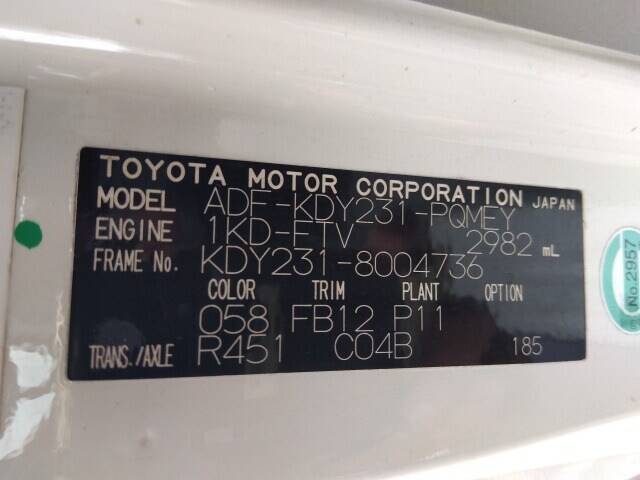 TOYOTA MOTOR CORPORATION JAPAN
MODEL ADF-KDY231-PQMEY
ENGINE 1KD-FTV 2982 mL
FRAME No. KDY231-8004736
COLOR TRIM PLANT OPTION
058 FB12 P11
TRANS./AXLE R451 C04B 185
No.2957